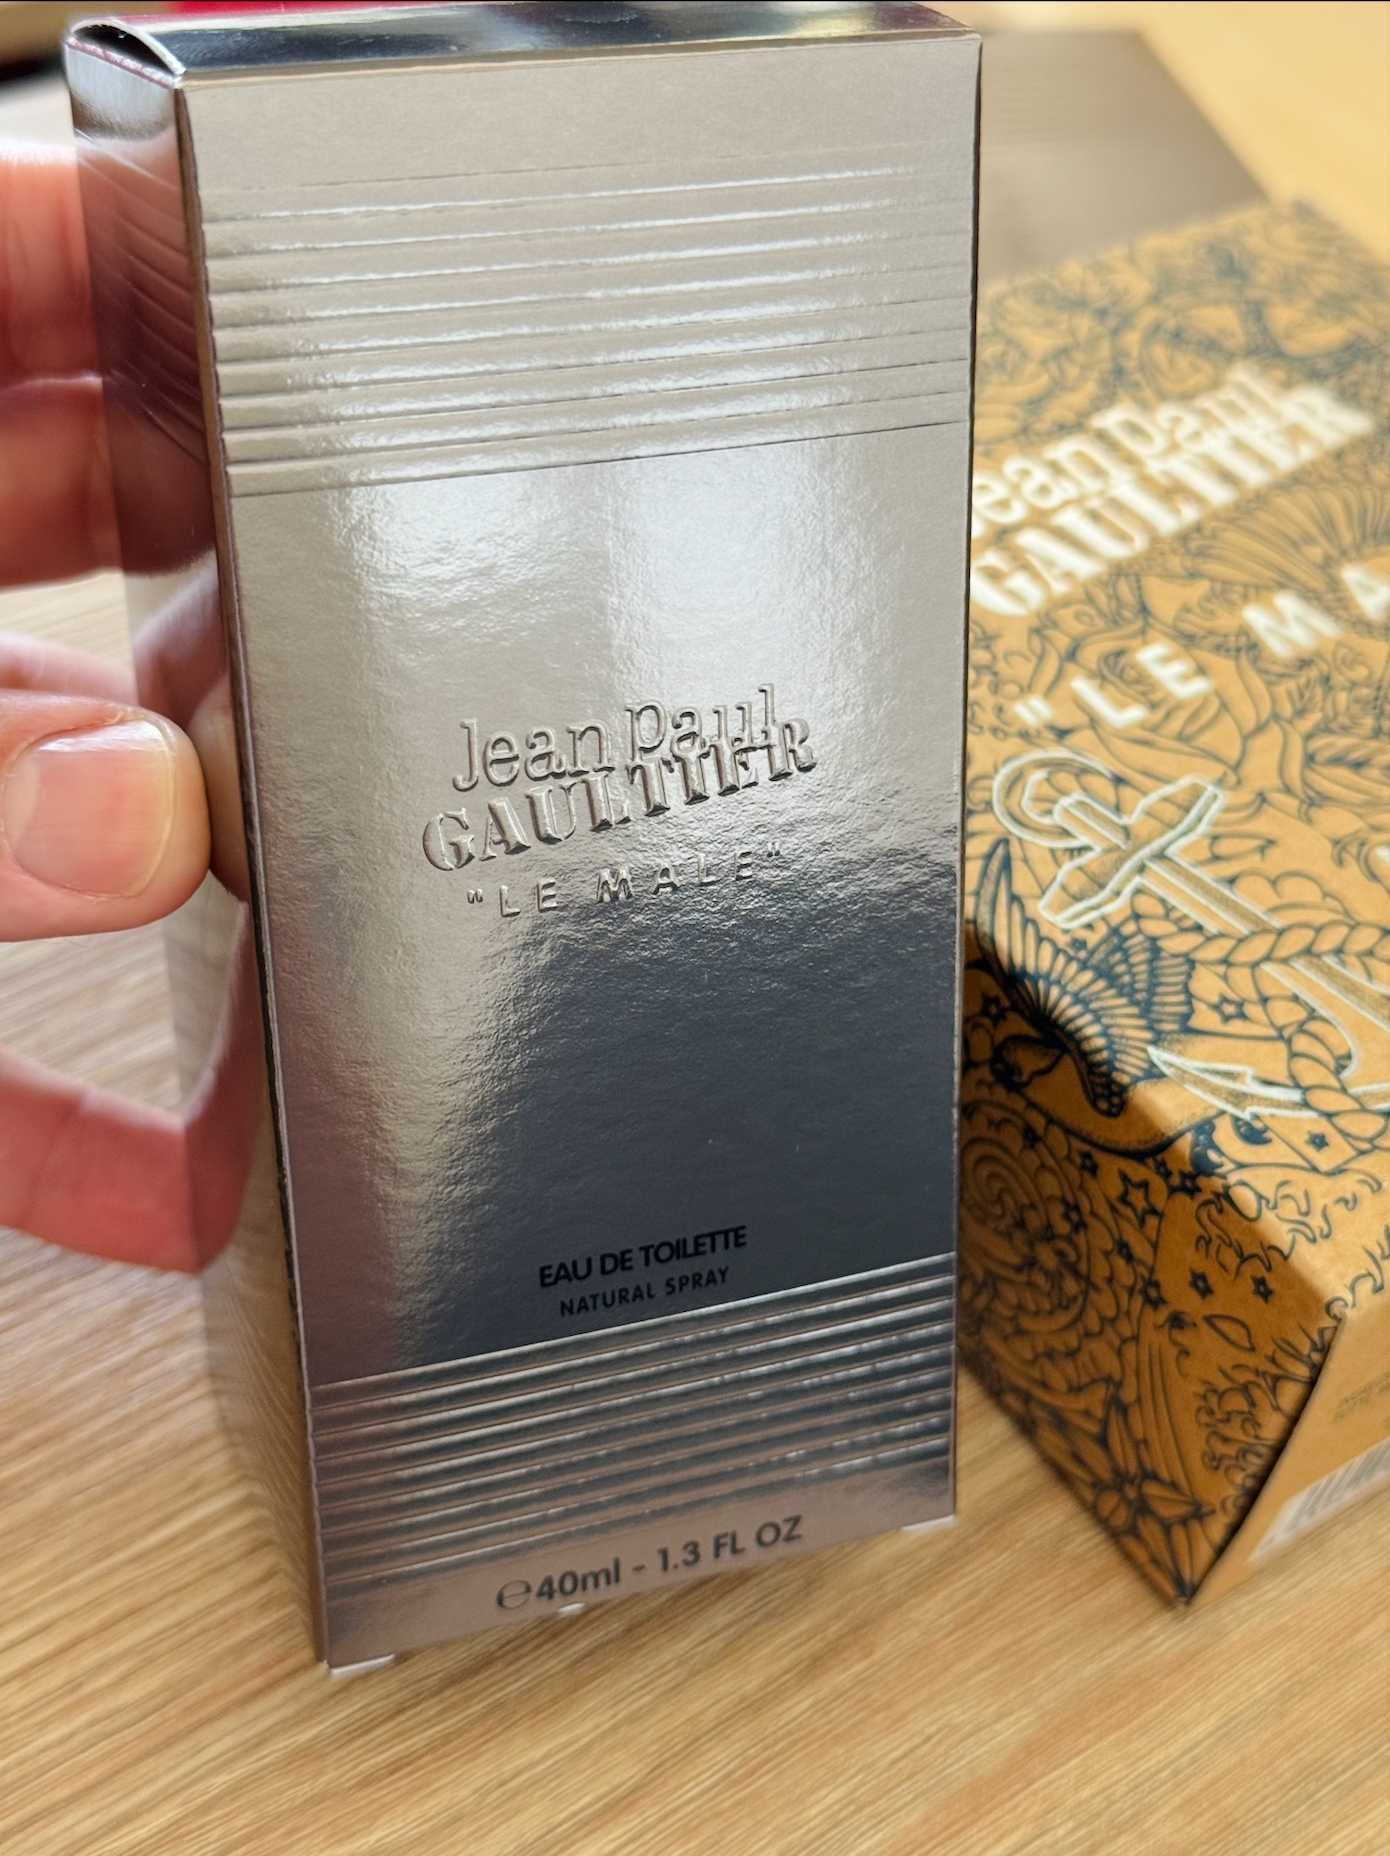 Jean Paul
GAULTIER
"LE MALE"
EAU DE TOILETTE
NATURAL SPRAY
℮40ml - 1.3 FL OZ
Jean Paul
GAULTIER
"LE MA